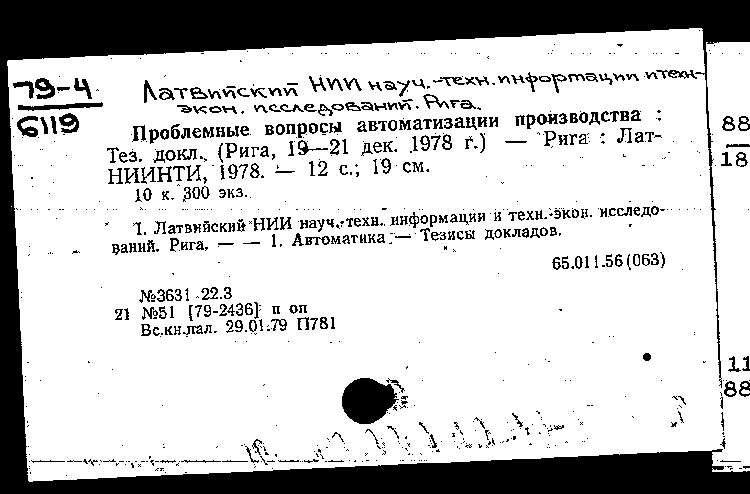 79-4 Латвийский НИИ науч.-техн. информации и техн-
6119 экон. исследований. Рига.
Проблемные вопросы автоматизации производства :
Тез. докл. (Рига, 19—21 дек. 1978 г.) — Рига : Лат-
НИИНТИ, 1978. — 12 с.; 19 см.
10 к. 300 экз.
1. Латвийский НИИ науч.-техн. информации и техн.-экон. исследо-
ваний. Рига. — — 1. Автоматика — Тезисы докладов.
65.011.56 (063)
№3631 22.3
21 №51 [79-2436] п оп
Вс.кн.пал. 29.01.79 П781
88
18
11
88